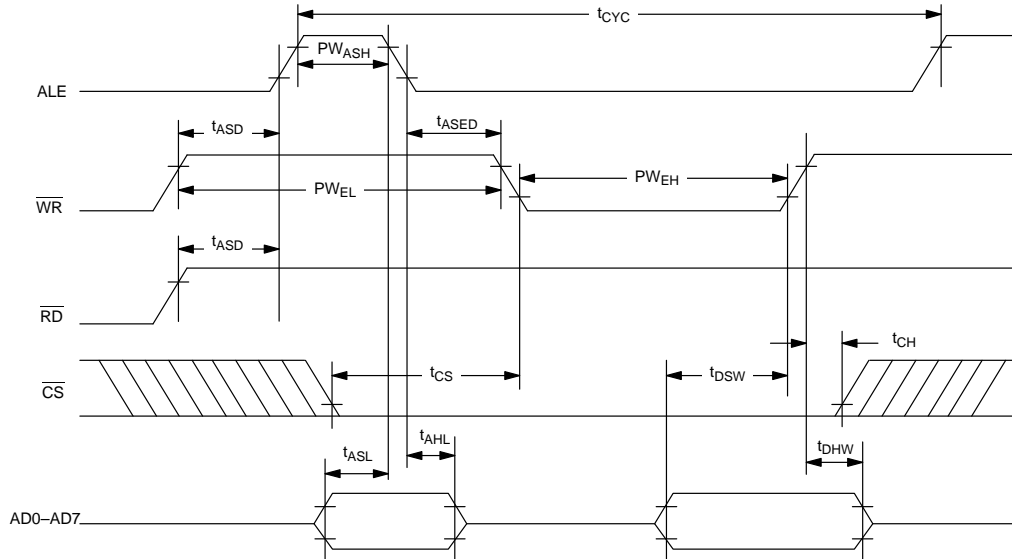 tCYC
PWASH
ALE
tASD
tASED
PWEL
PWEH
WR
tASD
RD
tCH
CS
tCS
tDSW
tASL
tAHL
tDHW
AD0–AD7